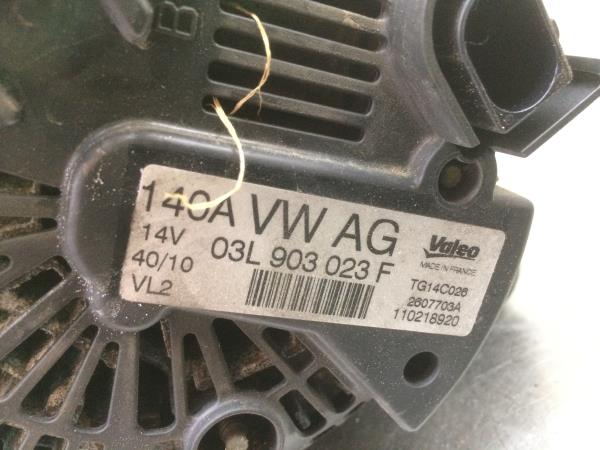 B
140A VW AG
14V 03L 903 023 F
40/10
VL2
Valeo
MADE IN FRANCE
TG14C026
2607703A
110218920